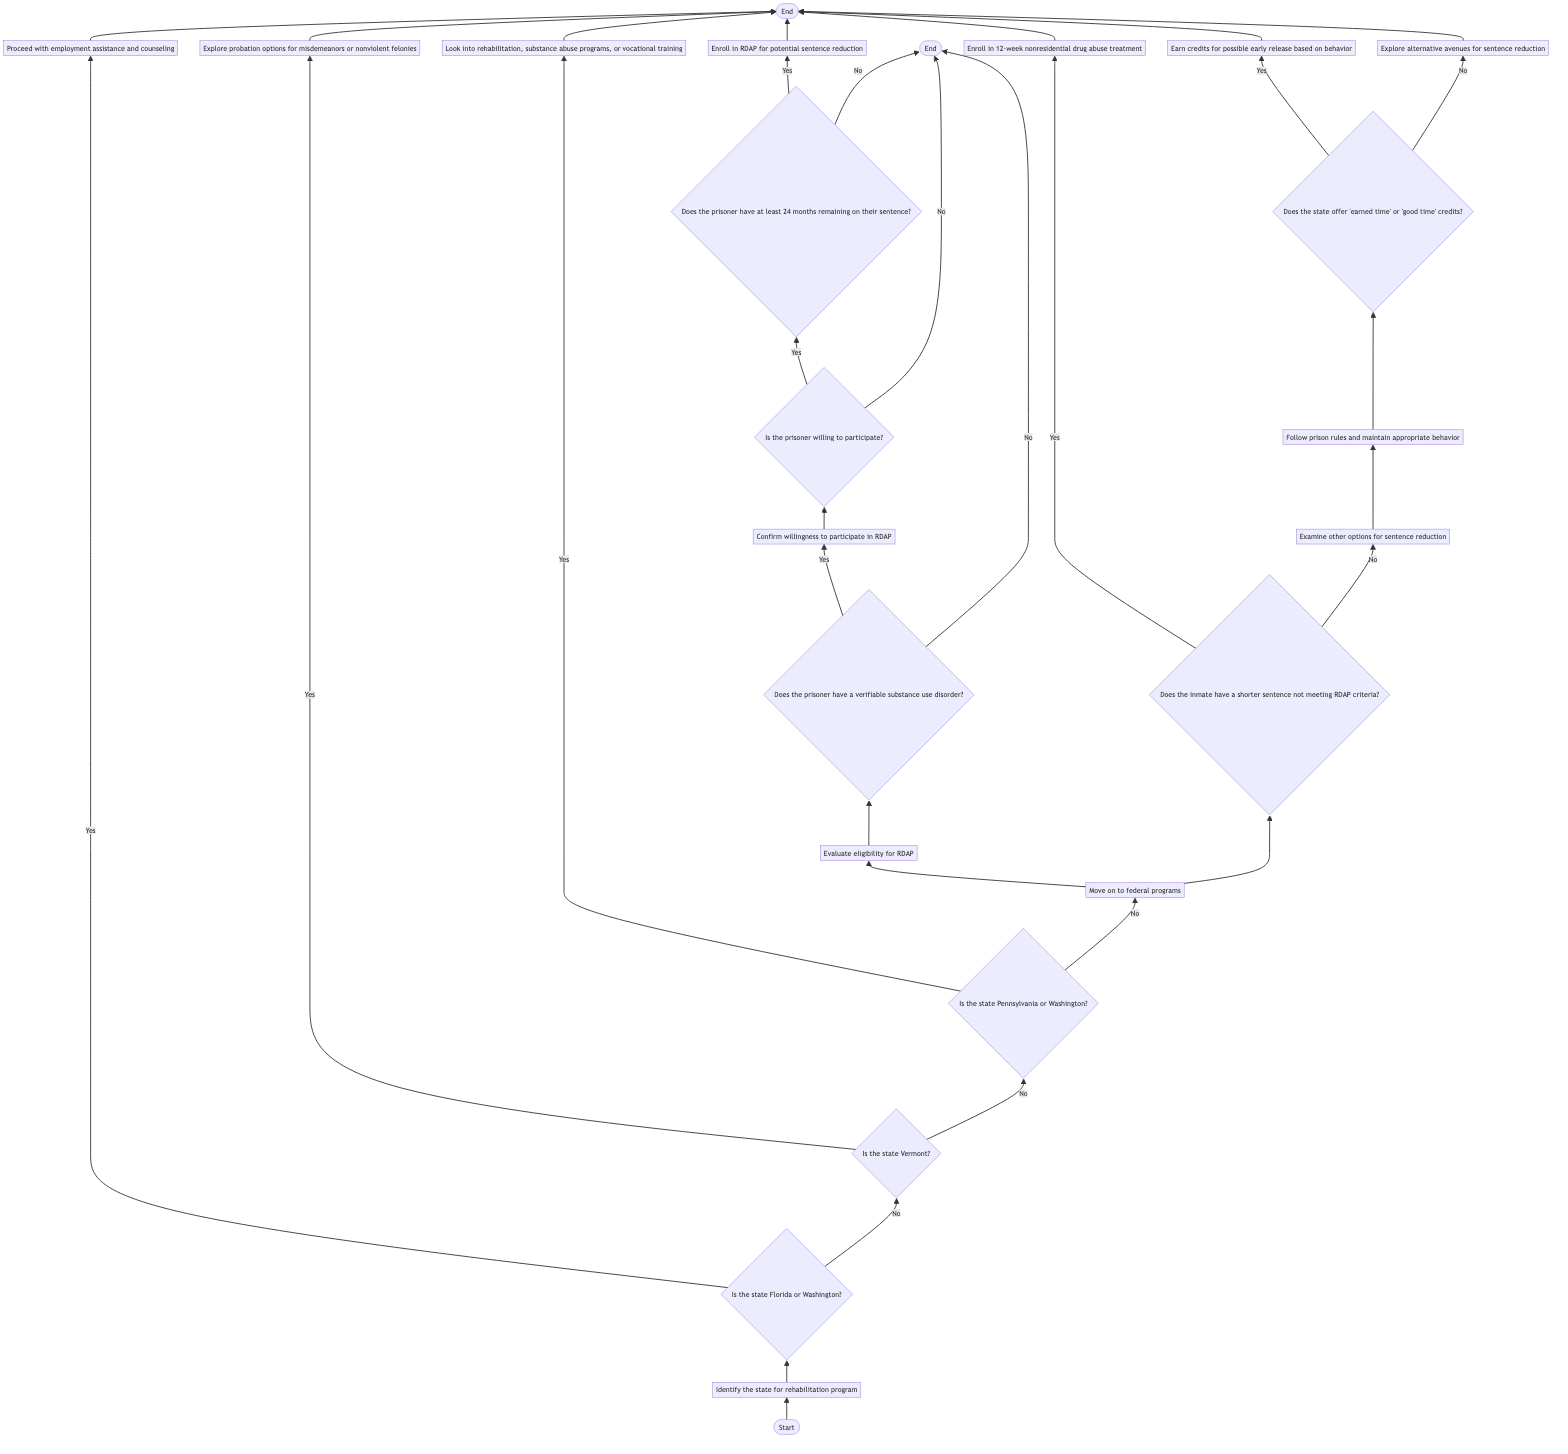 End
Proceed with employment assistance and counseling
Explore probation options for misdemeanors or nonviolent felonies
Look into rehabilitation, substance abuse programs, or vocational training
Enroll in RDAP for potential sentence reduction
End
Enroll in 12-week nonresidential drug abuse treatment
Earn credits for possible early release based on behavior
Explore alternative avenues for sentence reduction
Yes
No
Yes
No
Does the prisoner have at least 24 months remaining on their sentence?
Does the state offer 'earned time' or 'good time' credits?
No
Yes
Is the prisoner willing to participate?
No
Yes
Follow prison rules and maintain appropriate behavior
Confirm willingness to participate in RDAP
Examine other options for sentence reduction
Yes
Yes
No
Yes
Does the prisoner have a verifiable substance use disorder?
Does the inmate have a shorter sentence not meeting RDAP criteria?
Yes
Evaluate eligibility for RDAP
Move on to federal programs
No
Is the state Pennsylvania or Washington?
No
Is the state Vermont?
No
Is the state Florida or Washington?
Identify the state for rehabilitation program
Start